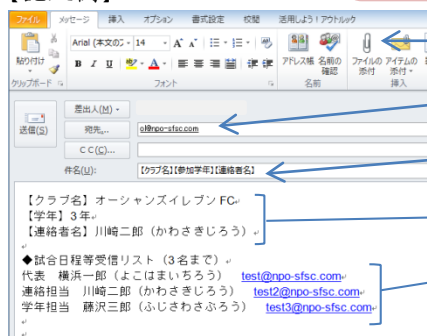 ファイル メッセージ 挿入 オプション 書式設定 校閲 活用しよう！アウトルック
Arial (本文のフ 14
貼り付け
B I U
アドレス帳 名前の確認
ファイルの添付 アイテムの添付
クリップボード フォント 名前 挿入
差出人(M)
送信(S)
宛先... ol@npo-sfsc.com
CC(C)...
件名(U): 【クラブ名】【参加学年】【連絡者名】
【クラブ名】オーシャンズイレブン FC
【学年】3年
【連絡者名】川崎二郎（かわさきじろう）
◆試合日程等受信リスト（3名まで）
代表 横浜一郎（よこはまいちろう） test@npo-sfsc.com
連絡担当 川崎二郎（かわさきじろう） test2@npo-sfsc.com
学年担当 藤沢三郎（ふじさわさぶろう） test3@npo-sfsc.com